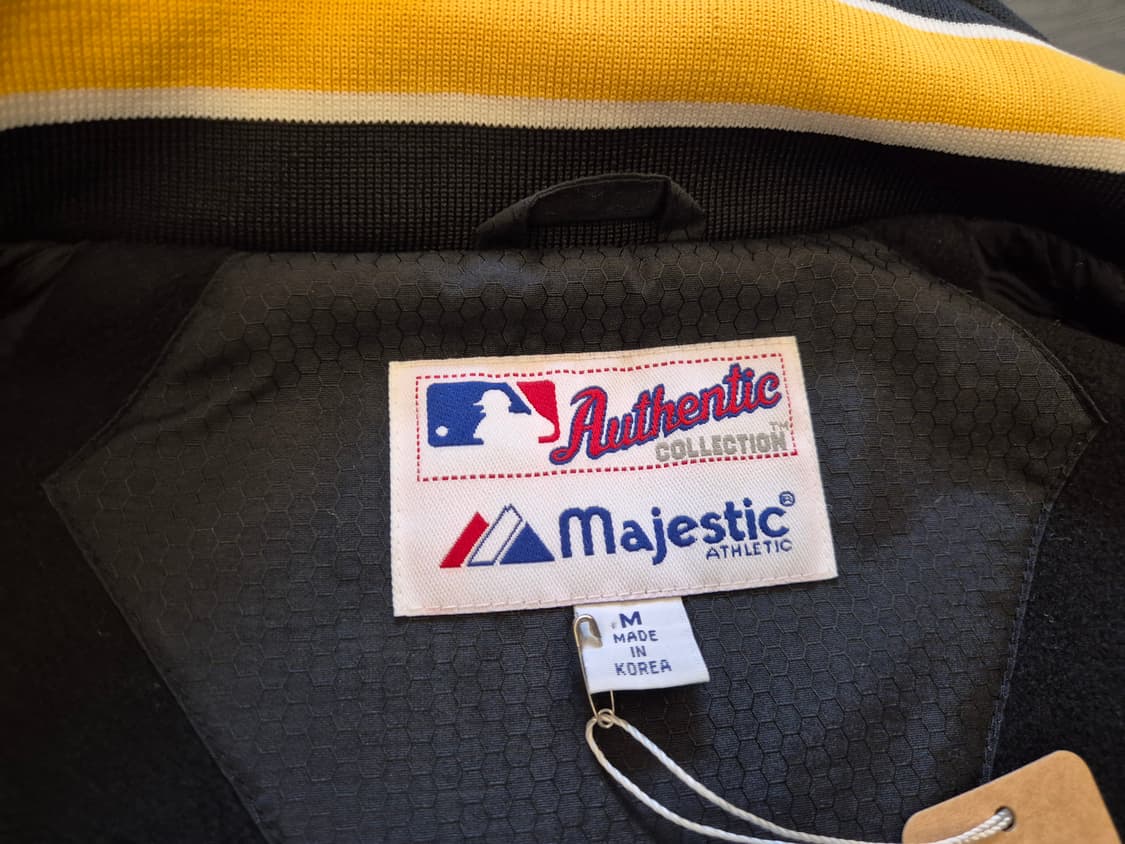 Authentic
COLLECTION™
Majestic®
ATHLETIC
M
MADE
IN
KOREA